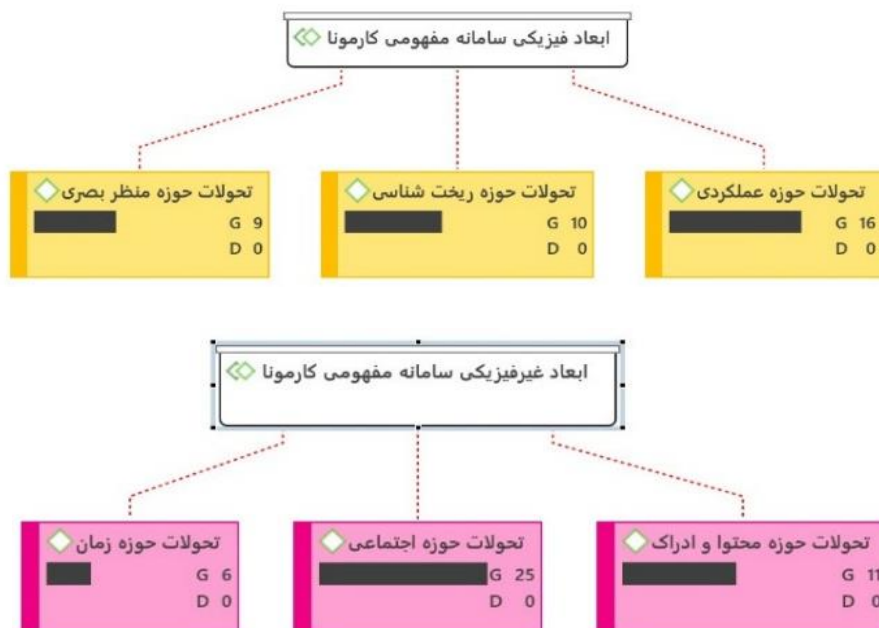 ابعاد فیزیکی سامانه مفهومی کارمونا
تحولات حوزه عملکردی
G 16
D 0
تحولات حوزه ریخت شناسی
G 10
D 0
تحولات حوزه منظر بصری
G 9
D 0
ابعاد غیرفیزیکی سامانه مفهومی کارمونا
تحولات حوزه محتوا و ادراک
G 11
D 0
تحولات حوزه اجتماعی
G 25
D 0
تحولات حوزه زمان
G 6
D 0